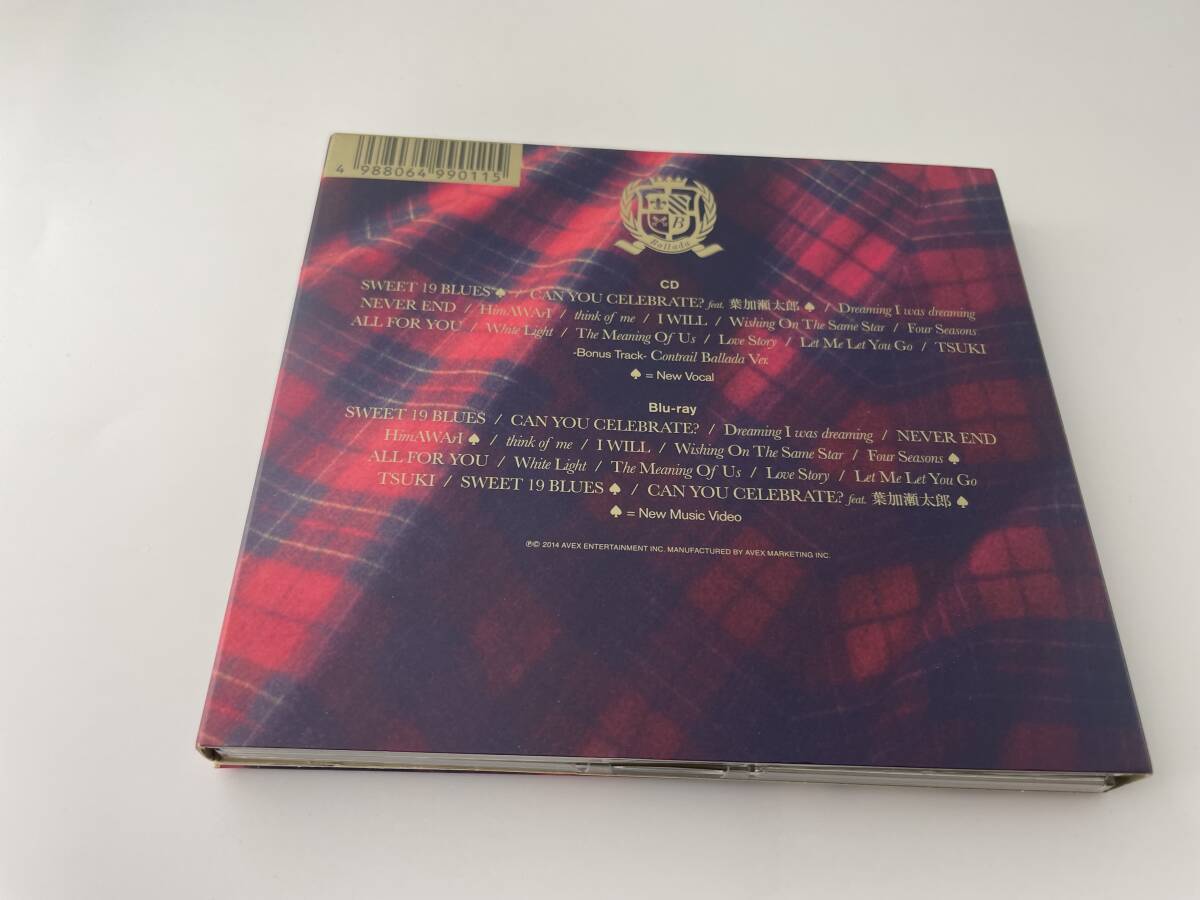 4 988064 990115
B
Ballada
CD
SWEET 19 BLUES♠ / CAN YOU CELEBRATE? feat. 葉加瀬太郎 ♠ / Dreaming I was dreaming
NEVER END / HimAWArI / think of me / I WILL / Wishing On The Same Star / Four Seasons
ALL FOR YOU / White Light / The Meaning Of Us / Love Story / Let Me Let You Go / TSUKI
-Bonus Track- Contrail Ballada Ver.
♠ = New Vocal
Blu-ray
SWEET 19 BLUES / CAN YOU CELEBRATE? / Dreaming I was dreaming / NEVER END
HimAWArI ♠ / think of me / I WILL / Wishing On The Same Star / Four Seasons ♠
ALL FOR YOU / White Light / The Meaning Of Us / Love Story / Let Me Let You Go
TSUKI / SWEET 19 BLUES ♠ / CAN YOU CELEBRATE? feat. 葉加瀬太郎 ♠
♠ = New Music Video
℗© 2014 AVEX ENTERTAINMENT INC. MANUFACTURED BY AVEX MARKETING INC.